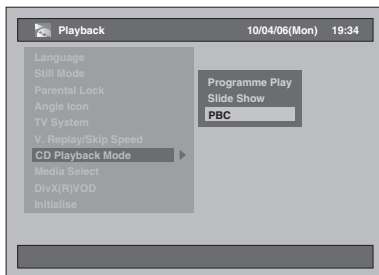 Playback 10/04/06(Mon) 19:34
Language
Still Mode
Parental Lock
Angle Icon
TV System
V. Replay/Skip Speed
CD Playback Mode
Media Select
DivX(R)VOD
Initialise
Programme Play
Slide Show
PBC